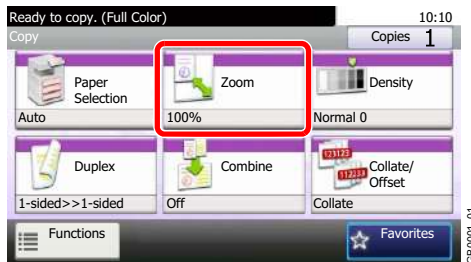 Ready to copy. (Full Color)
10:10
Copy
Copies 1
Paper
Selection
Auto
Zoom
100%
Density
Normal 0
Duplex
1-sided>>1-sided
Combine
Off
Collate/
Offset
Collate
Functions
Favorites